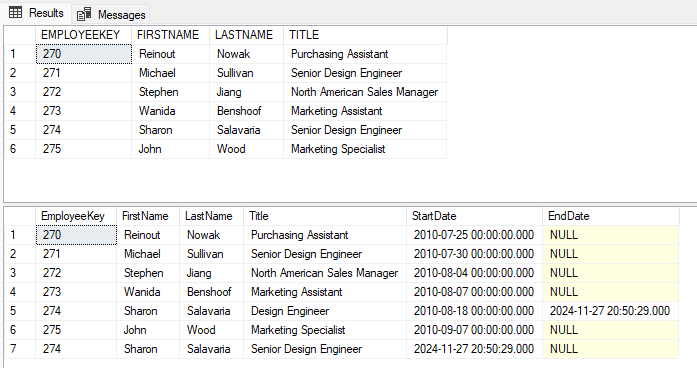 Results Messages
EMPLOYEEKEY FIRSTNAME LASTNAME TITLE
1 270 Reinout Nowak Purchasing Assistant
2 271 Michael Sullivan Senior Design Engineer
3 272 Stephen Jiang North American Sales Manager
4 273 Wanida Benshoof Marketing Assistant
5 274 Sharon Salavaria Senior Design Engineer
6 275 John Wood Marketing Specialist
EmployeeKey FirstName LastName Title StartDate EndDate
1 270 Reinout Nowak Purchasing Assistant 2010-07-25 00:00:00.000 NULL
2 271 Michael Sullivan Senior Design Engineer 2010-07-30 00:00:00.000 NULL
3 272 Stephen Jiang North American Sales Manager 2010-08-04 00:00:00.000 NULL
4 273 Wanida Benshoof Marketing Assistant 2010-08-07 00:00:00.000 NULL
5 274 Sharon Salavaria Design Engineer 2010-08-18 00:00:00.000 2024-11-27 20:50:29.000
6 275 John Wood Marketing Specialist 2010-09-07 00:00:00.000 NULL
7 274 Sharon Salavaria Senior Design Engineer 2024-11-27 20:50:29.000 NULL